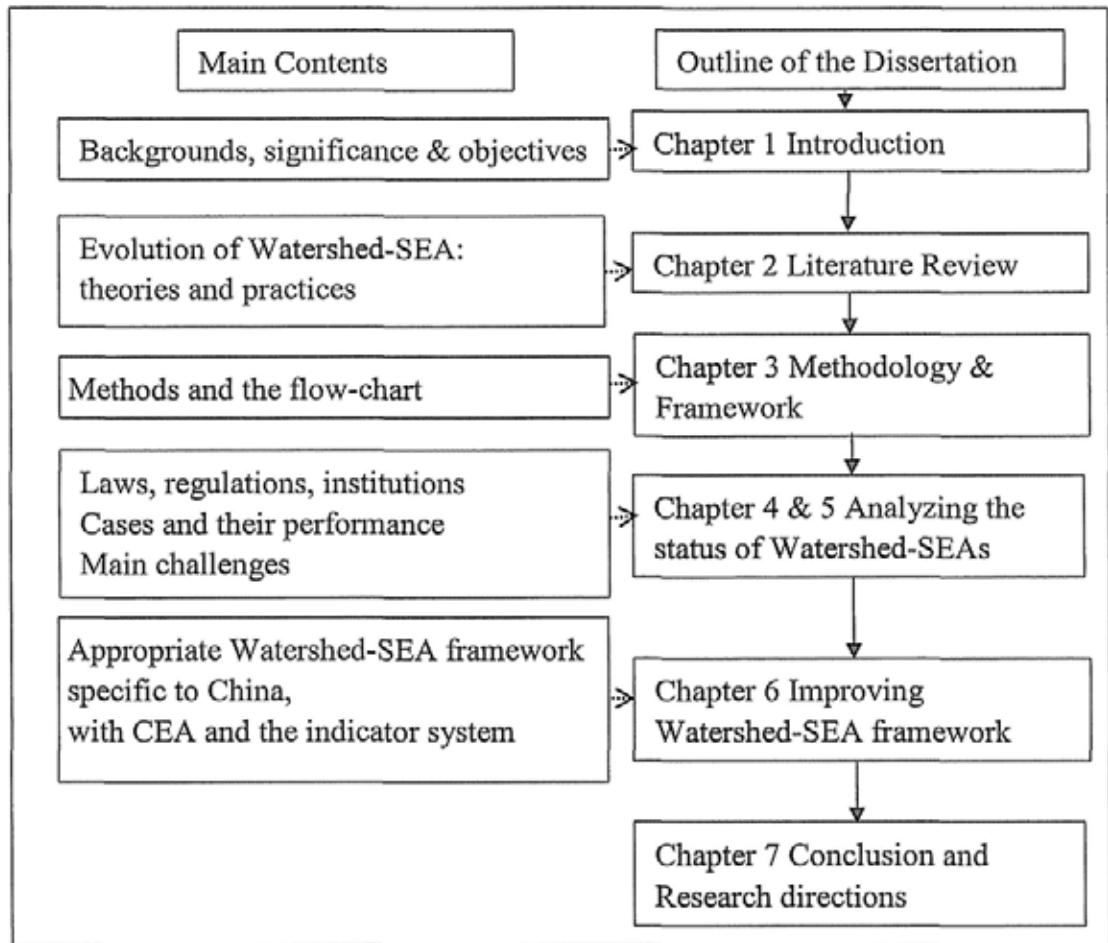 Main Contents
Outline of the Dissertation
Backgrounds, significance & objectives
Chapter 1 Introduction
Evolution of Watershed-SEA:
theories and practices
Chapter 2 Literature Review
Methods and the flow-chart
Chapter 3 Methodology &
Framework
Laws, regulations, institutions
Cases and their performance
Main challenges
Chapter 4 & 5 Analyzing the
status of Watershed-SEAs
Appropriate Watershed-SEA framework
specific to China,
with CEA and the indicator system
Chapter 6 Improving
Watershed-SEA framework
Chapter 7 Conclusion and
Research directions